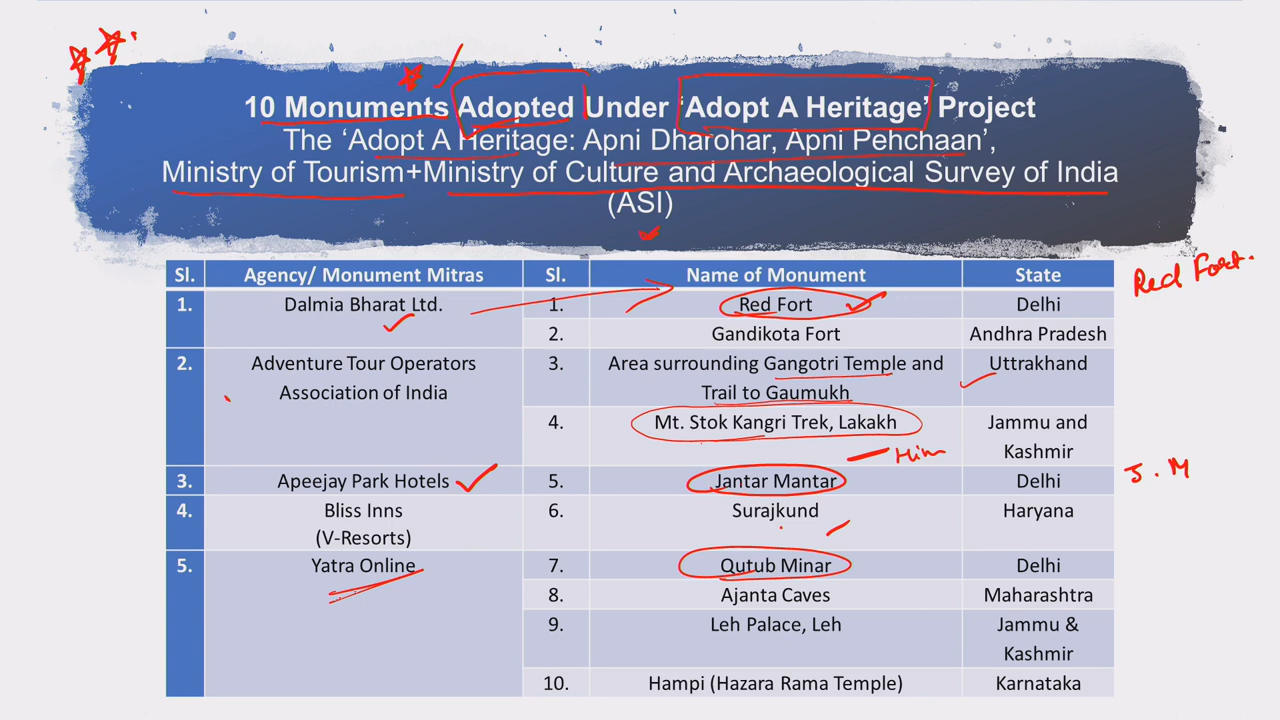 10 Monuments Adopted Under ‘Adopt A Heritage’ Project
The ‘Adopt A Heritage: Apni Dharohar, Apni Pehchaan’,
Ministry of Tourism+Ministry of Culture and Archaeological Survey of India
(ASI)
Red Fort.
Sl. Agency/ Monument Mitras Sl. Name of Monument State
1. Dalmia Bharat Ltd. 1. Red Fort Delhi
2. Gandikota Fort Andhra Pradesh
2. Adventure Tour Operators 3. Area surrounding Gangotri Temple and Uttrakhand
Association of India Trail to Gaumukh
4. Mt. Stok Kangri Trek, Lakakh Jammu and
Kashmir
Him
3. Apeejay Park Hotels 5. Jantar Mantar Delhi
J. M
4. Bliss Inns 6. Surajkund Haryana
(V-Resorts)
5. Yatra Online 7. Qutub Minar Delhi
8. Ajanta Caves Maharashtra
9. Leh Palace, Leh Jammu &
Kashmir
10. Hampi (Hazara Rama Temple) Karnataka